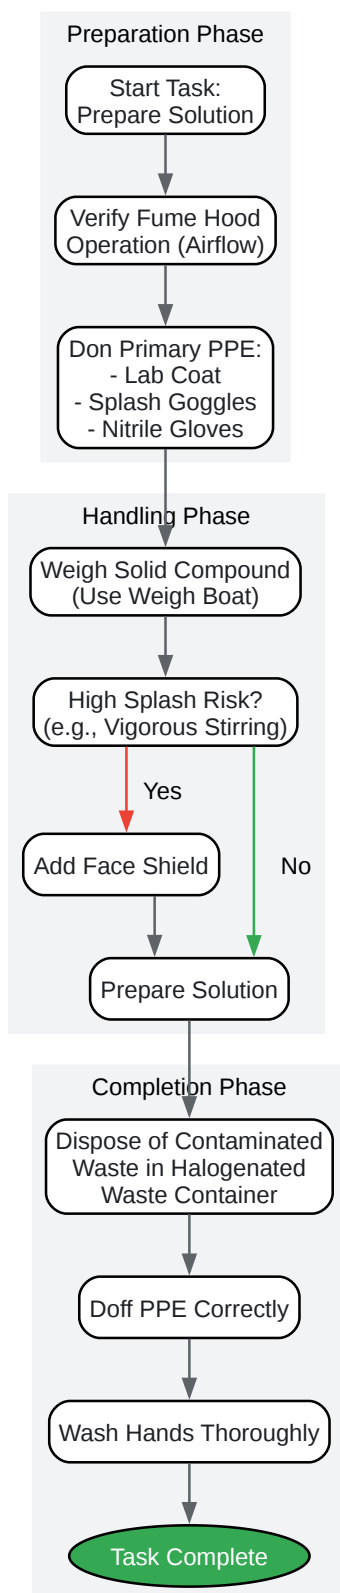 Preparation Phase
Start Task:
Prepare Solution
Verify Fume Hood
Operation (Airflow)
Don Primary PPE:
- Lab Coat
- Splash Goggles
- Nitrile Gloves
Handling Phase
Weigh Solid Compound
(Use Weigh Boat)
High Splash Risk?
(e.g., Vigorous Stirring)
Yes
Add Face Shield
No
Prepare Solution
Completion Phase
Dispose of Contaminated
Waste in Halogenated
Waste Container
Doff PPE Correctly
Wash Hands Thoroughly
Task Complete